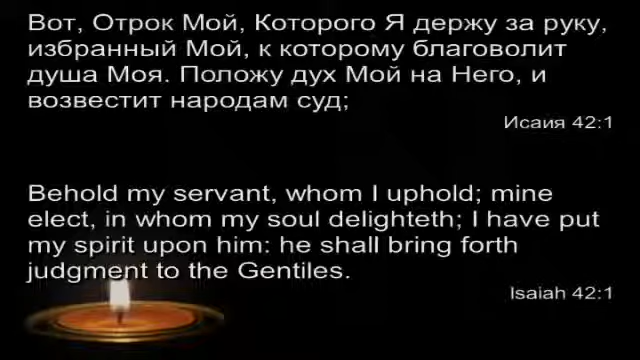 Вот, Отрок Мой, Которого Я держу за руку,
избранный Мой, к которому благоволит
душа Моя. Положу дух Мой на Него, и
возвестит народам суд;
Исаия 42:1
Behold my servant, whom I uphold; mine
elect, in whom my soul delighteth; I have put
my spirit upon him: he shall bring forth
judgment to the Gentiles.
Isaiah 42:1